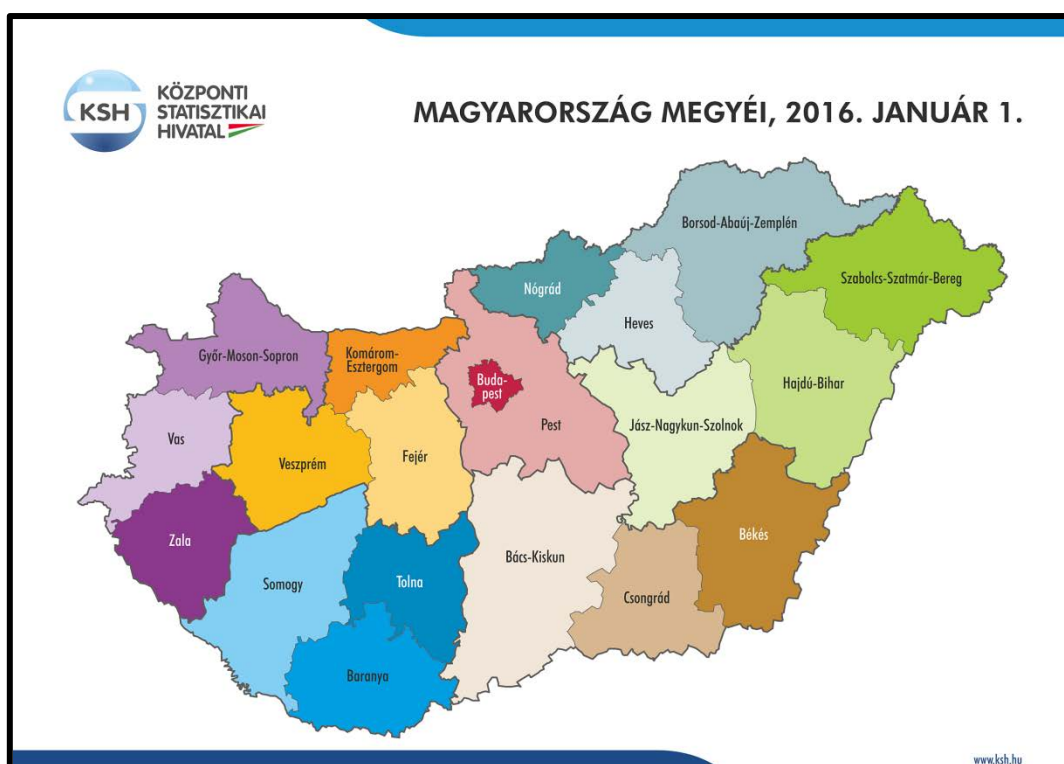 KSH
KÖZPONTI
STATISZTIKAI
HIVATAL
MAGYARORSZÁG MEGYÉI, 2016. JANUÁR 1.
Borsod-Abaúj-Zemplén
Szabolcs-Szatmár-Bereg
Nógrád
Heves
Győr-Moson-Sopron
Komárom-
Esztergom
Buda-
pest
Hajdú-Bihar
Pest
Jász-Nagykun-Szolnok
Vas
Veszprém
Fejér
Zala
Békés
Somogy
Tolna
Bács-Kiskun
Csongrád
Baranya
www.ksh.hu